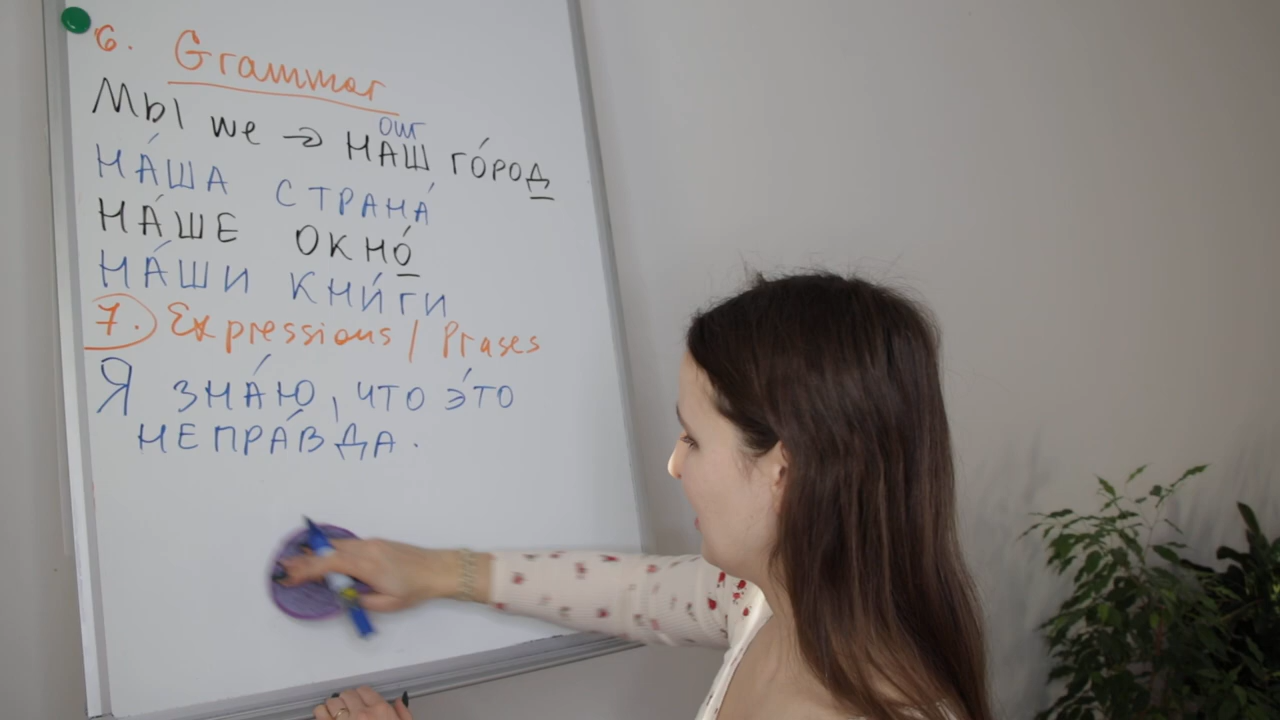 6. Grammar
Мы we → our НАШ ГО́РОД
НА́ША СТРАНА́
НА́ШЕ ОКНО́
НА́ШИ КНИ́ГИ
7. Expressions / Prases
Я ЗНА́Ю, ЧТО Э́ТО
НЕПРА́ВДА.